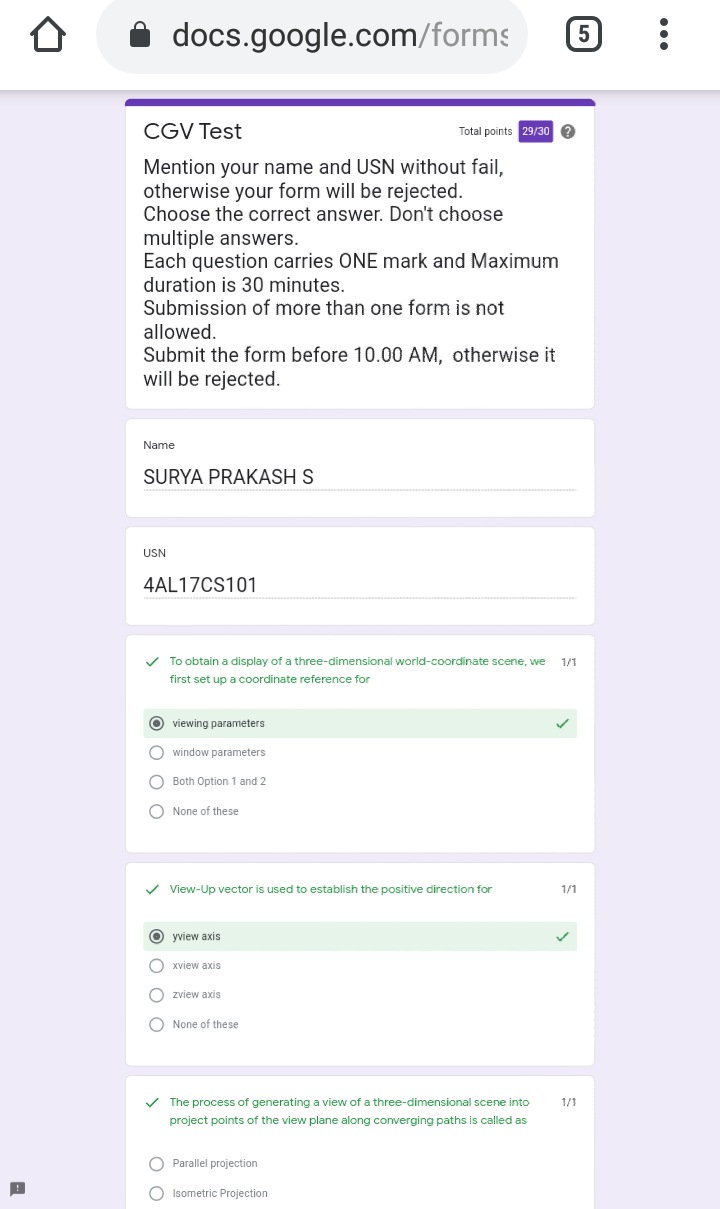 docs.google.com/forms
5
CGV Test
Total points 29/30 ?
Mention your name and USN without fail,
otherwise your form will be rejected.
Choose the correct answer. Don't choose
multiple answers.
Each question carries ONE mark and Maximum
duration is 30 minutes.
Submission of more than one form is not
allowed.
Submit the form before 10.00 AM,  otherwise it
will be rejected.
Name
SURYA PRAKASH S
USN
4AL17CS101
To obtain a display of a three-dimensional world-coordinate scene, we 1/1
first set up a coordinate reference for
viewing parameters
window parameters
Both Option 1 and 2
None of these
View-Up vector is used to establish the positive direction for 1/1
yview axis
xview axis
zview axis
None of these
The process of generating a view of a three-dimensional scene into 1/1
project points of the view plane along converging paths is called as
Parallel projection
Isometric Projection